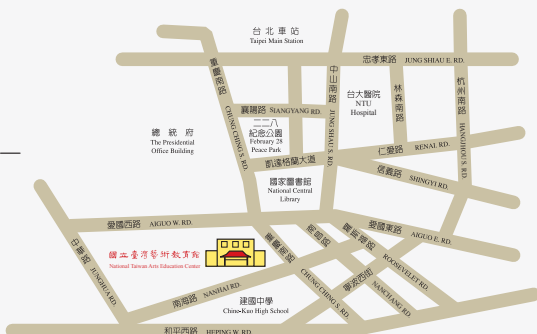 台北車站
Taipei Main Station
忠孝東路 JUNG SHIAU E. RD.
重慶南路
CHUNG CHING S. RD.
中山南路
JUNG SHAU S. RD.
台大醫院
NTU
Hospital
林森南路
杭州南路
HANGJHOU S. RD.
襄陽路 SIANGYANG RD.
二二八
紀念公園
February 28
Peace Park
總統府
The Presidential
Office Building
凱達格蘭大道
仁愛路 RENAI. RD.
信義路 SHINGYI RD.
國家圖書館
National Central
Library
愛國西路 AIGUO W. RD.
愛國東路 AIGUO E. RD.
中華路 JUNGHUA RD.
國立臺灣藝術教育館
National Taiwan Arts Education Center
重慶南路
CHUNG CHING S. RD.
羅斯福路
ROOSEVELET RD.
寧波西街
NANCHANG RD.
南海路 NANHAI RD.
建國中學
Chine-Kuo High School
和平西路 HEPING W. RD.